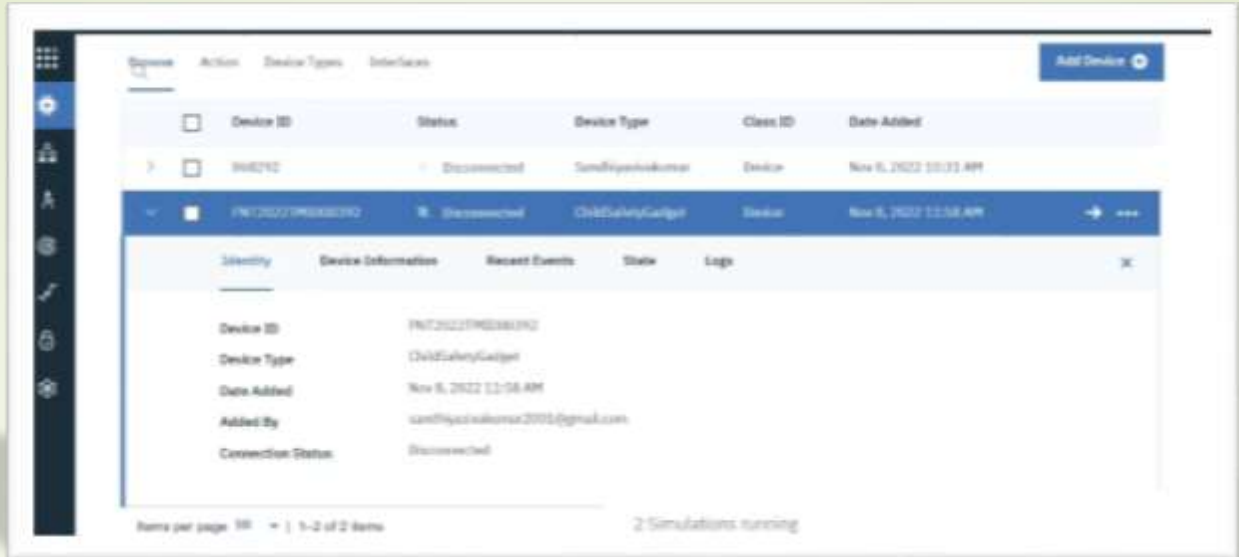 Browse Action Device Types Interfaces Add Device
Device ID Status Device Type Class ID Date Added
Disconnected Device Nov 8, 2022 AM
Disconnected ChildSafetyGadget Device Nov 8, 2022 11:58 AM
Identity Device Information Recent Events State Logs
Device ID
Device Type ChildSafetyGadget
Date Added Nov 8, 2022 11:58 AM
Added By
Connection Status Disconnected
Items per page | 1–2 of 2 items
2 Simulations running